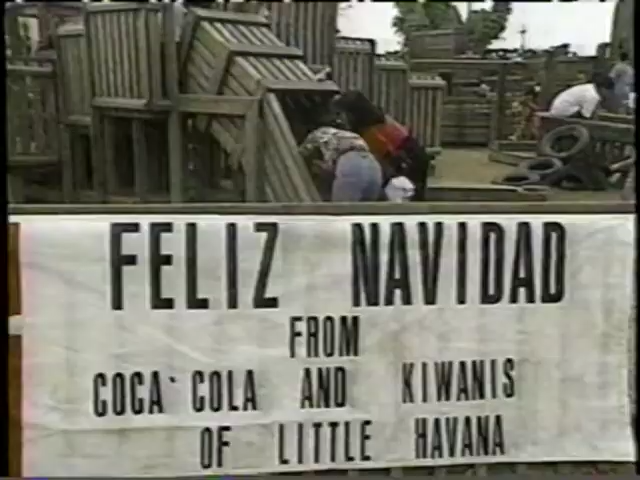 FELIZ NAVIDAD
FROM
COCA-COLA AND KIWANIS
OF LITTLE HAVANA